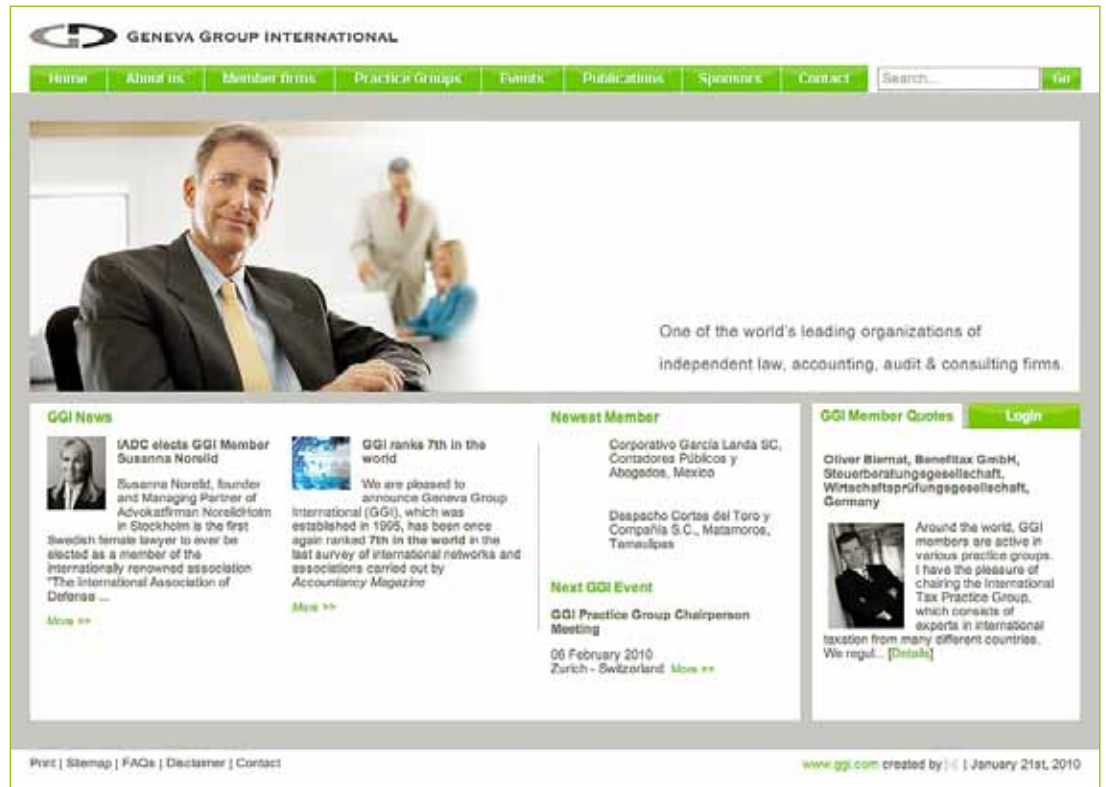 GENEVA GROUP INTERNATIONAL
Home About us Member firms Practice Groups Events Publications Sponsors Contact Search... Go
One of the world's leading organizations of
independent law, accounting, audit & consulting firms.
GGI News
IADC elects GGI Member
Susanna Norelid
Susanna Norelid, founder
and Managing Partner of
Advokatfirman NorelidHolm
in Stockholm is the first
Swedish female lawyer to ever be
elected as a member of the
internationally renowned association
"The International Association of
Defense ...
More >>
GGI ranks 7th in the
world
We are pleased to
announce Geneva Group
International (GGI), which was
established in 1995, has been once
again ranked 7th in the world in the
last survey of international networks and
associations carried out by
Accountancy Magazine
More >>
Newest Member
Corporativo García Landa SC,
Contadores Públicos y
Abogados, Mexico
Despacho Cortes del Toro y
Compañía S.C., Matamoros,
Tamaulipas
Next GGI Event
GGI Practice Group Chairperson
Meeting
06 February 2010
Zurich - Switzerland More >>
GGI Member Quotes
Login
Oliver Biernat, Benefitax GmbH,
Steuerberatungsgesellschaft,
Wirtschaftsprüfungsgesellschaft,
Germany
Around the world, GGI
members are active in
various practice groups.
I have the pleasure of
chairing the International
Tax Practice Group,
which consists of
experts in international
taxation from many different countries.
We regul... [Details]
Print | Sitemap | FAQs | Disclaimer | Contact
www.ggi.com created by | January 21st, 2010